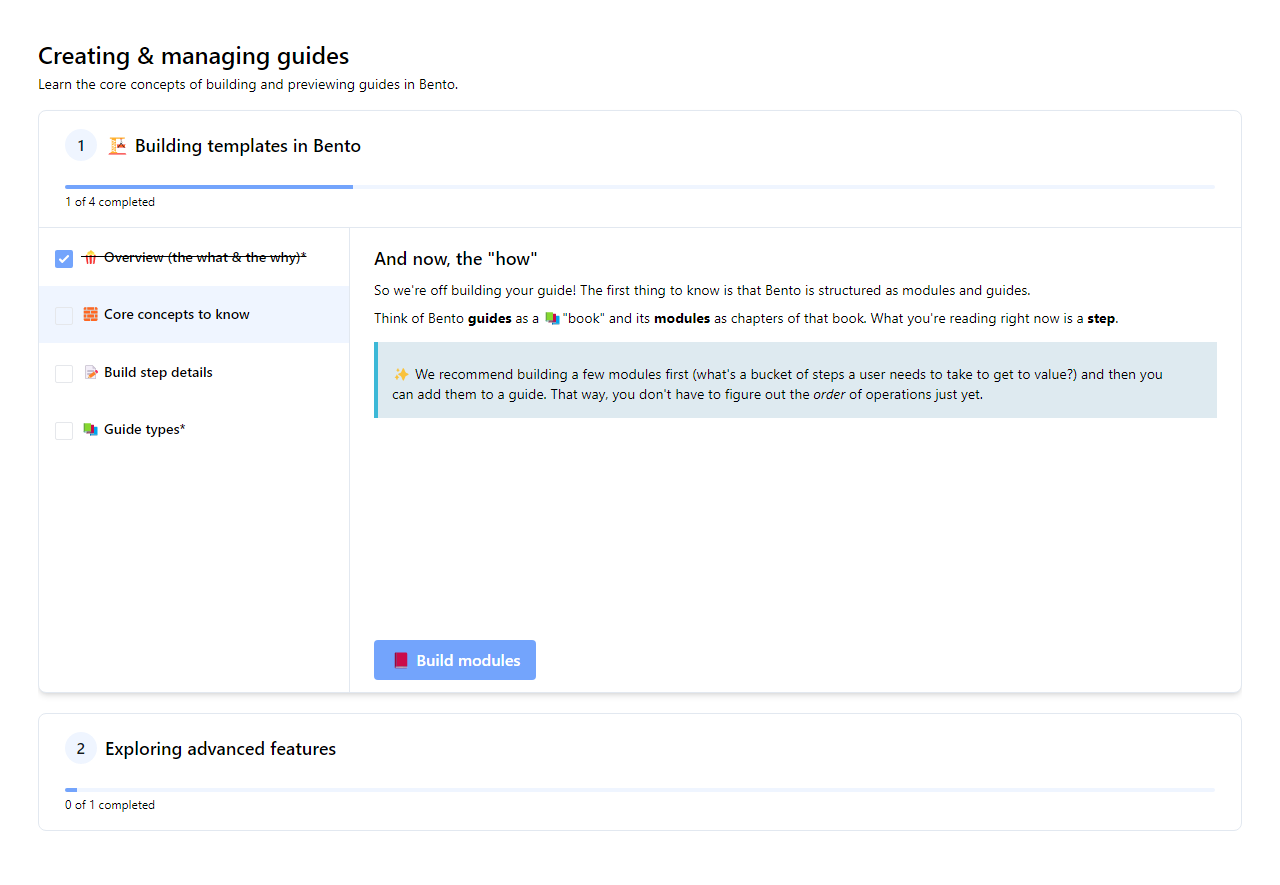 Creating & managing guides
Learn the core concepts of building and previewing guides in Bento.
1 🏗️ Building templates in Bento
1 of 4 completed
🍿 Overview (the what & the why)*
🧱 Core concepts to know
📝 Build step details
📚 Guide types*
And now, the "how"
So we're off building your guide! The first thing to know is that Bento is structured as modules and guides.
Think of Bento guides as a 📚"book" and its modules as chapters of that book. What you're reading right now is a step.
✨ We recommend building a few modules first (what's a bucket of steps a user needs to take to get to value?) and then you
can add them to a guide. That way, you don't have to figure out the order of operations just yet.
📕 Build modules
2 Exploring advanced features
0 of 1 completed